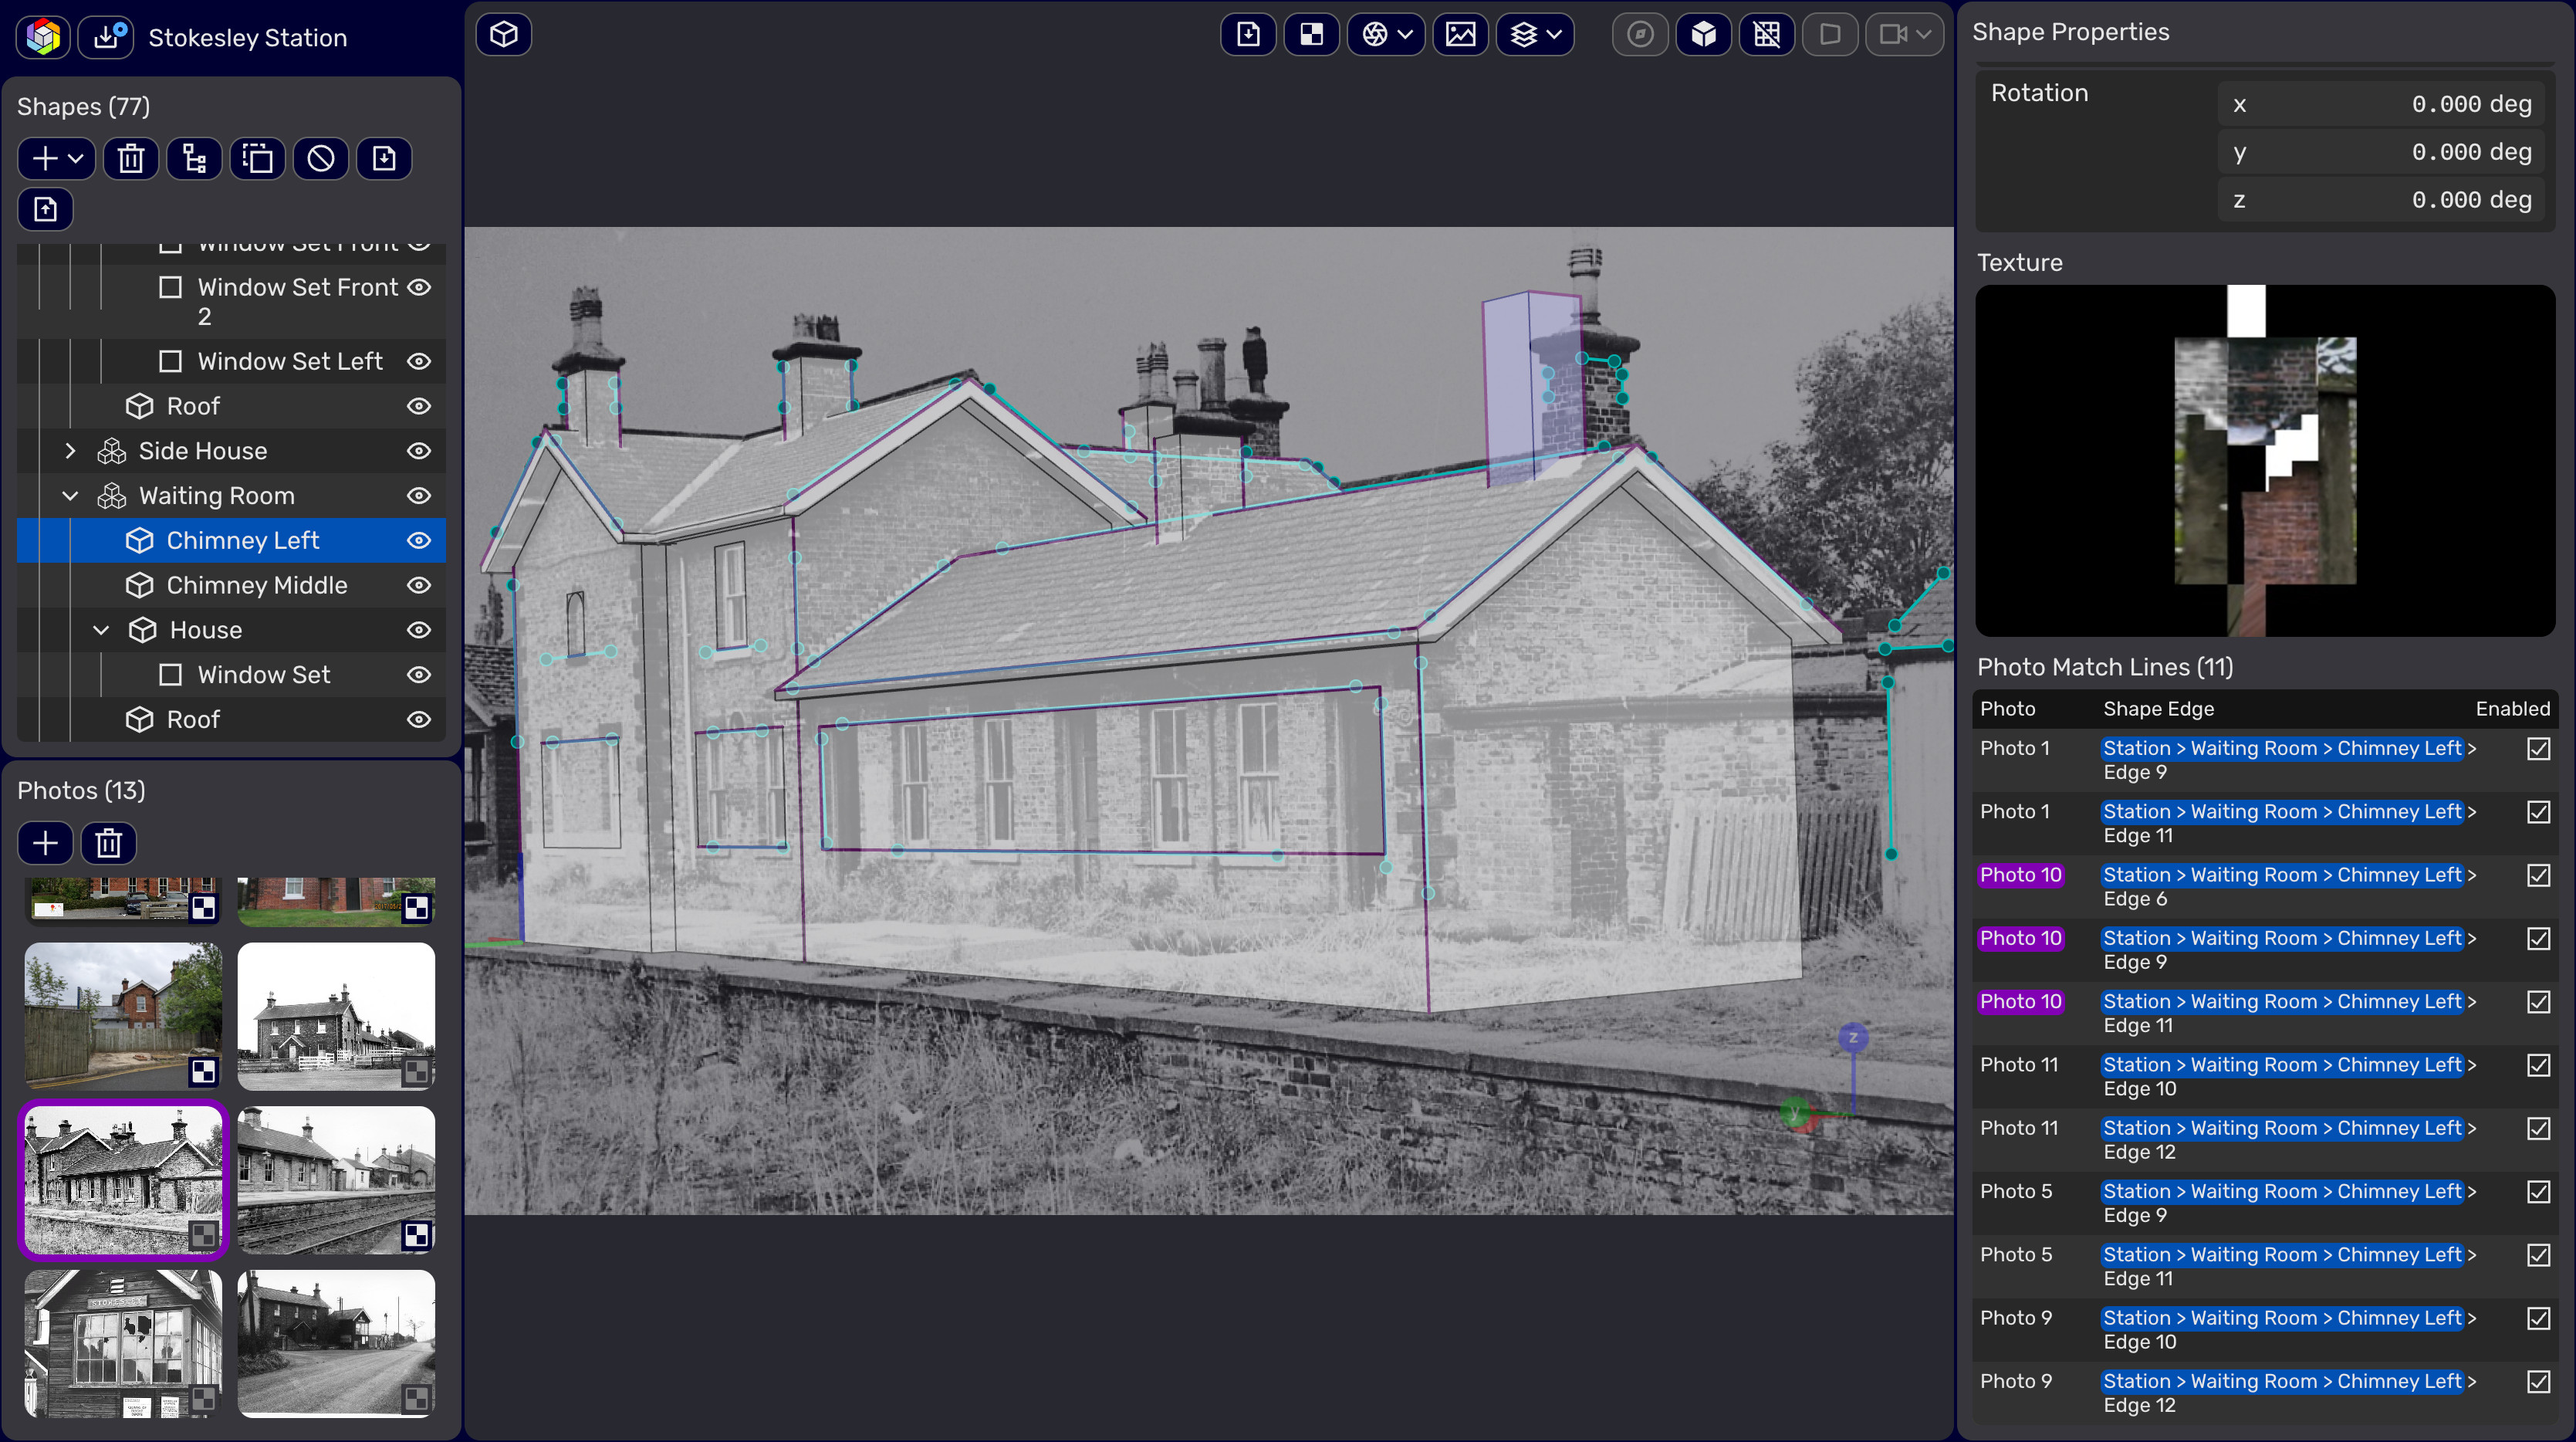 Stokesley Station
Shapes (77)
Window Set Front
Window Set Front
2
Window Set Left
Roof
Side House
Waiting Room
Chimney Left
Chimney Middle
House
Window Set
Roof
Photos (13)
z
y
Shape Properties
Rotation
x 0.000 deg
y 0.000 deg
z 0.000 deg
Texture
Photo Match Lines (11)
Photo Shape Edge Enabled
Photo 1 Station > Waiting Room > Chimney Left >
Edge 9
Photo 1 Station > Waiting Room > Chimney Left >
Edge 11
Photo 10 Station > Waiting Room > Chimney Left >
Edge 6
Photo 10 Station > Waiting Room > Chimney Left >
Edge 9
Photo 10 Station > Waiting Room > Chimney Left >
Edge 11
Photo 11 Station > Waiting Room > Chimney Left >
Edge 10
Photo 11 Station > Waiting Room > Chimney Left >
Edge 12
Photo 5 Station > Waiting Room > Chimney Left >
Edge 9
Photo 5 Station > Waiting Room > Chimney Left >
Edge 11
Photo 9 Station > Waiting Room > Chimney Left >
Edge 10
Photo 9 Station > Waiting Room > Chimney Left >
Edge 12